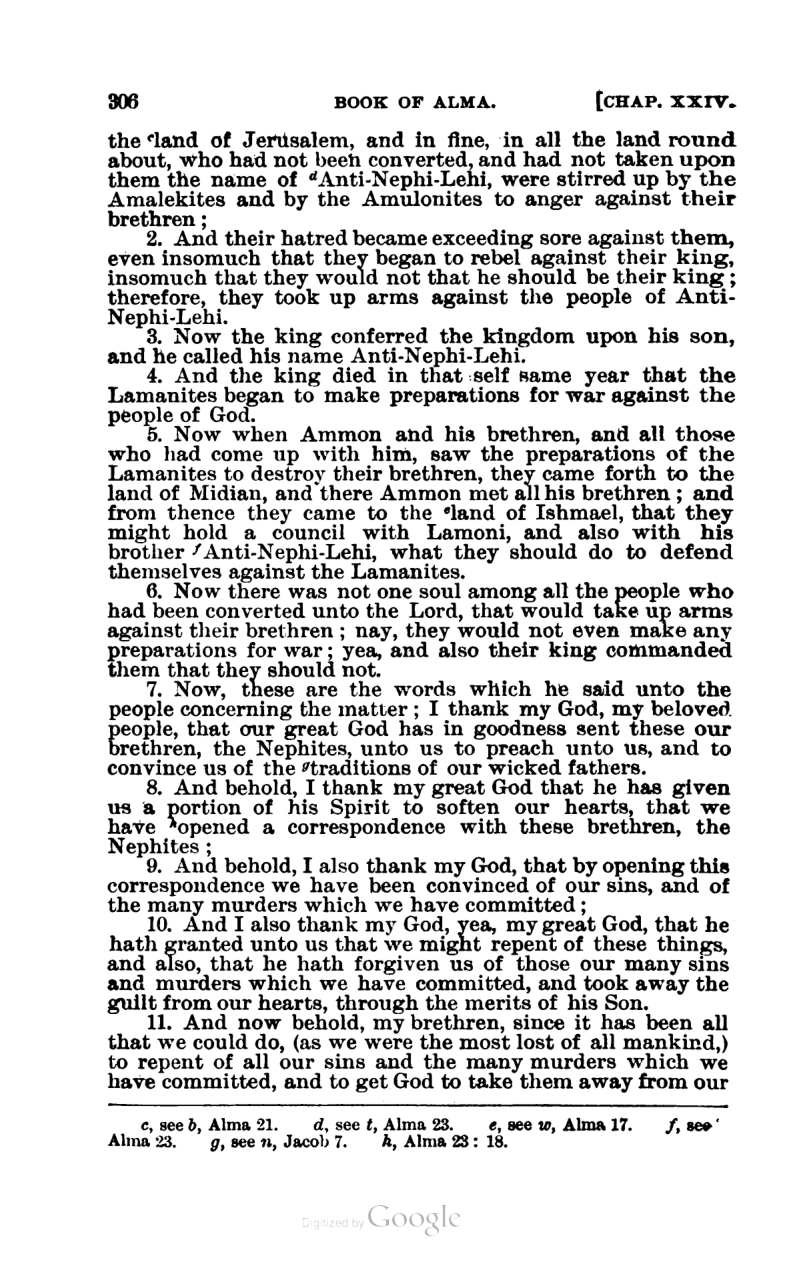 306 BOOK OF ALMA. [CHAP. XXIV.
the ᶜland of Jerusalem, and in fine, in all the land round
about, who had not been converted, and had not taken upon
them the name of ᵈAnti-Nephi-Lehi, were stirred up by the
Amalekites and by the Amulonites to anger against their
brethren ;
2. And their hatred became exceeding sore against them,
even insomuch that they began to rebel against their king,
insomuch that they would not that he should be their king ;
therefore, they took up arms against the people of Anti-
Nephi-Lehi.
3. Now the king conferred the kingdom upon his son,
and he called his name Anti-Nephi-Lehi.
4. And the king died in that self same year that the
Lamanites began to make preparations for war against the
people of God.
5. Now when Ammon and his brethren, and all those
who had come up with him, saw the preparations of the
Lamanites to destroy their brethren, they came forth to the
land of Midian, and there Ammon met all his brethren ; and
from thence they came to the ᵉland of Ishmael, that they
might hold a council with Lamoni, and also with his
brother ᶠAnti-Nephi-Lehi, what they should do to defend
themselves against the Lamanites.
6. Now there was not one soul among all the people who
had been converted unto the Lord, that would take up arms
against their brethren ; nay, they would not even make any
preparations for war ; yea, and also their king commanded
them that they should not.
7. Now, these are the words which he said unto the
people concerning the matter ; I thank my God, my beloved
people, that our great God has in goodness sent these our
brethren, the Nephites, unto us to preach unto us, and to
convince us of the ᵍtraditions of our wicked fathers.
8. And behold, I thank my great God that he has given
us a portion of his Spirit to soften our hearts, that we
have ʰopened a correspondence with these brethren, the
Nephites ;
9. And behold, I also thank my God, that by opening this
correspondence we have been convinced of our sins, and of
the many murders which we have committed ;
10. And I also thank my God, yea, my great God, that he
hath granted unto us that we might repent of these things,
and also, that he hath forgiven us of those our many sins
and murders which we have committed, and took away the
guilt from our hearts, through the merits of his Son.
11. And now behold, my brethren, since it has been all
that we could do, (as we were the most lost of all mankind,)
to repent of all our sins and the many murders which we
have committed, and to get God to take them away from our
c, see b, Alma 21. d, see t, Alma 23. e, see w, Alma 17. f, see
Alma 23. g, see n, Jacob 7. h, Alma 23 : 18.
Digitized by Google